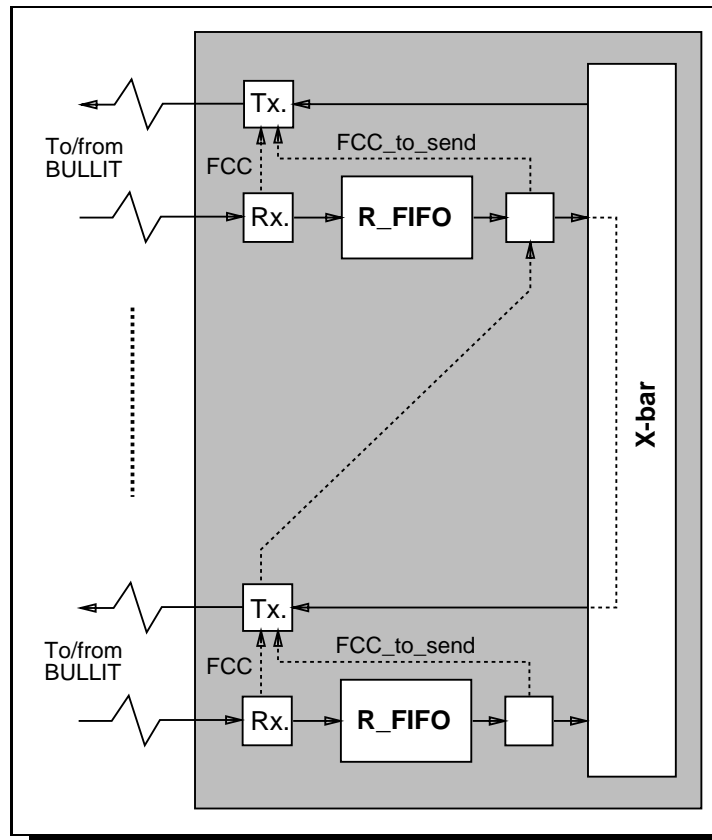 Tx.
To/from
BULLIT
FCC
FCC_to_send
Rx.
R_FIFO
X-bar
Tx.
To/from
BULLIT
FCC
FCC_to_send
Rx.
R_FIFO